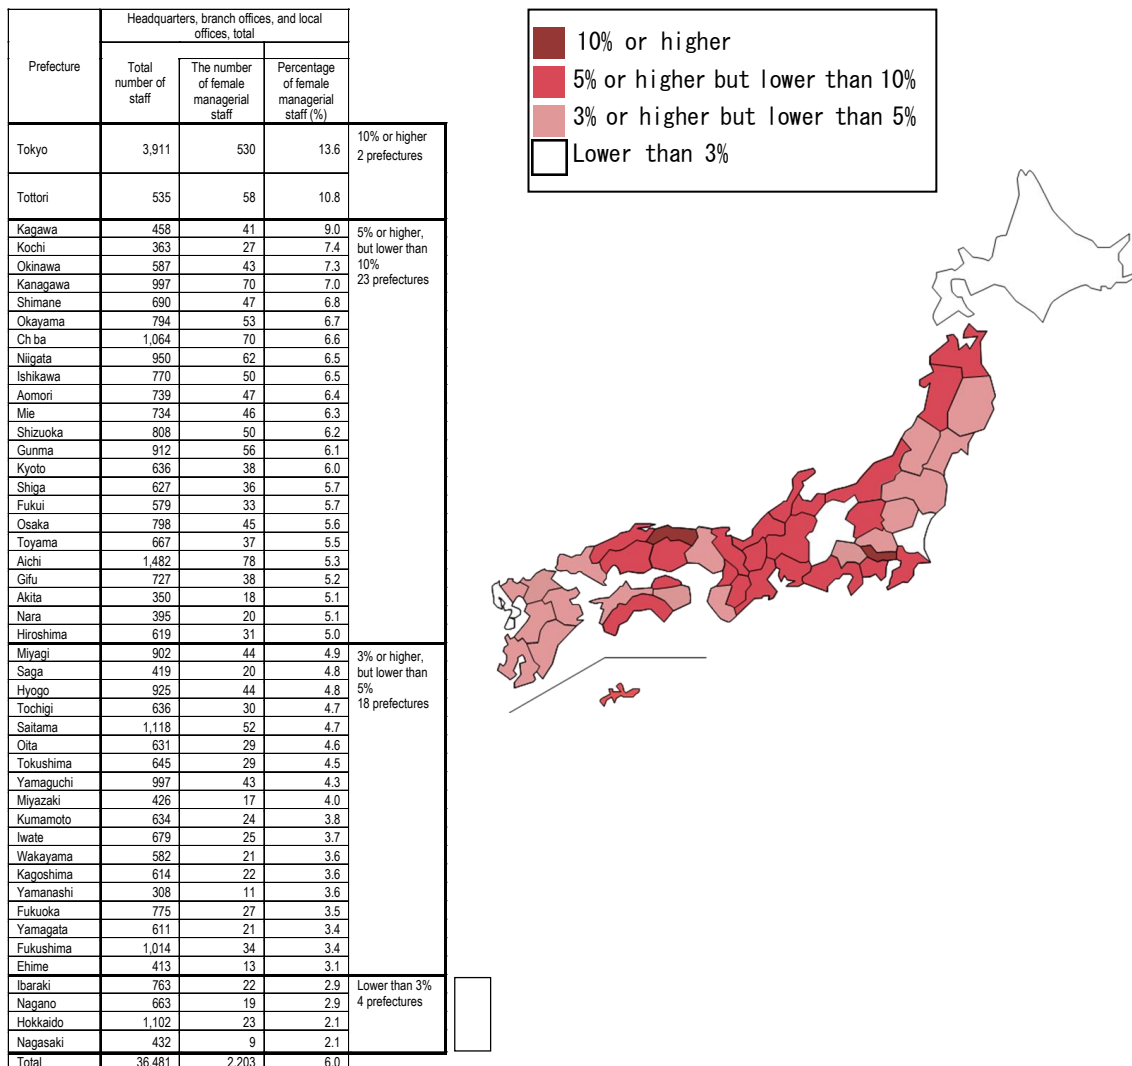 Prefecture
Headquarters, branch offices, and local
offices, total
Total
number of
staff
The number
of female
managerial
staff
Percentage
of female
managerial
staff (%)
Tokyo 3,911 530 13.6
10% or higher
2 prefectures
Tottori 535 58 10.8
Kagawa 458 41 9.0
5% or higher,
but lower than
10%
23 prefectures
Kochi 363 27 7.4
Okinawa 587 43 7.3
Kanagawa 997 70 7.0
Shimane 690 47 6.8
Okayama 794 53 6.7
Ch ba 1,064 70 6.6
Niigata 950 62 6.5
Ishikawa 770 50 6.5
Aomori 739 47 6.4
Mie 734 46 6.3
Shizuoka 808 50 6.2
Gunma 912 56 6.1
Kyoto 636 38 6.0
Shiga 627 36 5.7
Fukui 579 33 5.7
Osaka 798 45 5.6
Toyama 667 37 5.5
Aichi 1,482 78 5.3
Gifu 727 38 5.2
Akita 350 18 5.1
Nara 395 20 5.1
Hiroshima 619 31 5.0
Miyagi 902 44 4.9
3% or higher,
but lower than
5%
18 prefectures
Saga 419 20 4.8
Hyogo 925 44 4.8
Tochigi 636 30 4.7
Saitama 1,118 52 4.7
Oita 631 29 4.6
Tokushima 645 29 4.5
Yamaguchi 997 43 4.3
Miyazaki 426 17 4.0
Kumamoto 634 24 3.8
Iwate 679 25 3.7
Wakayama 582 21 3.6
Kagoshima 614 22 3.6
Yamanashi 308 11 3.6
Fukuoka 775 27 3.5
Yamagata 611 21 3.4
Fukushima 1,014 34 3.4
Ehime 413 13 3.1
Ibaraki 763 22 2.9
Lower than 3%
4 prefectures
Nagano 663 19 2.9
Hokkaido 1,102 23 2.1
Nagasaki 432 9 2.1
Total 36,481 2,203 6.0
10% or higher
5% or higher but lower than 10%
3% or higher but lower than 5%
Lower than 3%